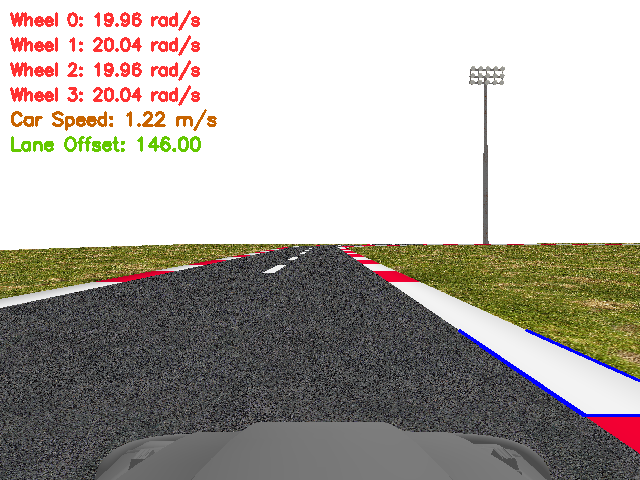 Wheel 0: 19.96 rad/s
Wheel 1: 20.04 rad/s
Wheel 2: 19.96 rad/s
Wheel 3: 20.04 rad/s
Car Speed: 1.22 m/s
Lane Offset: 146.00